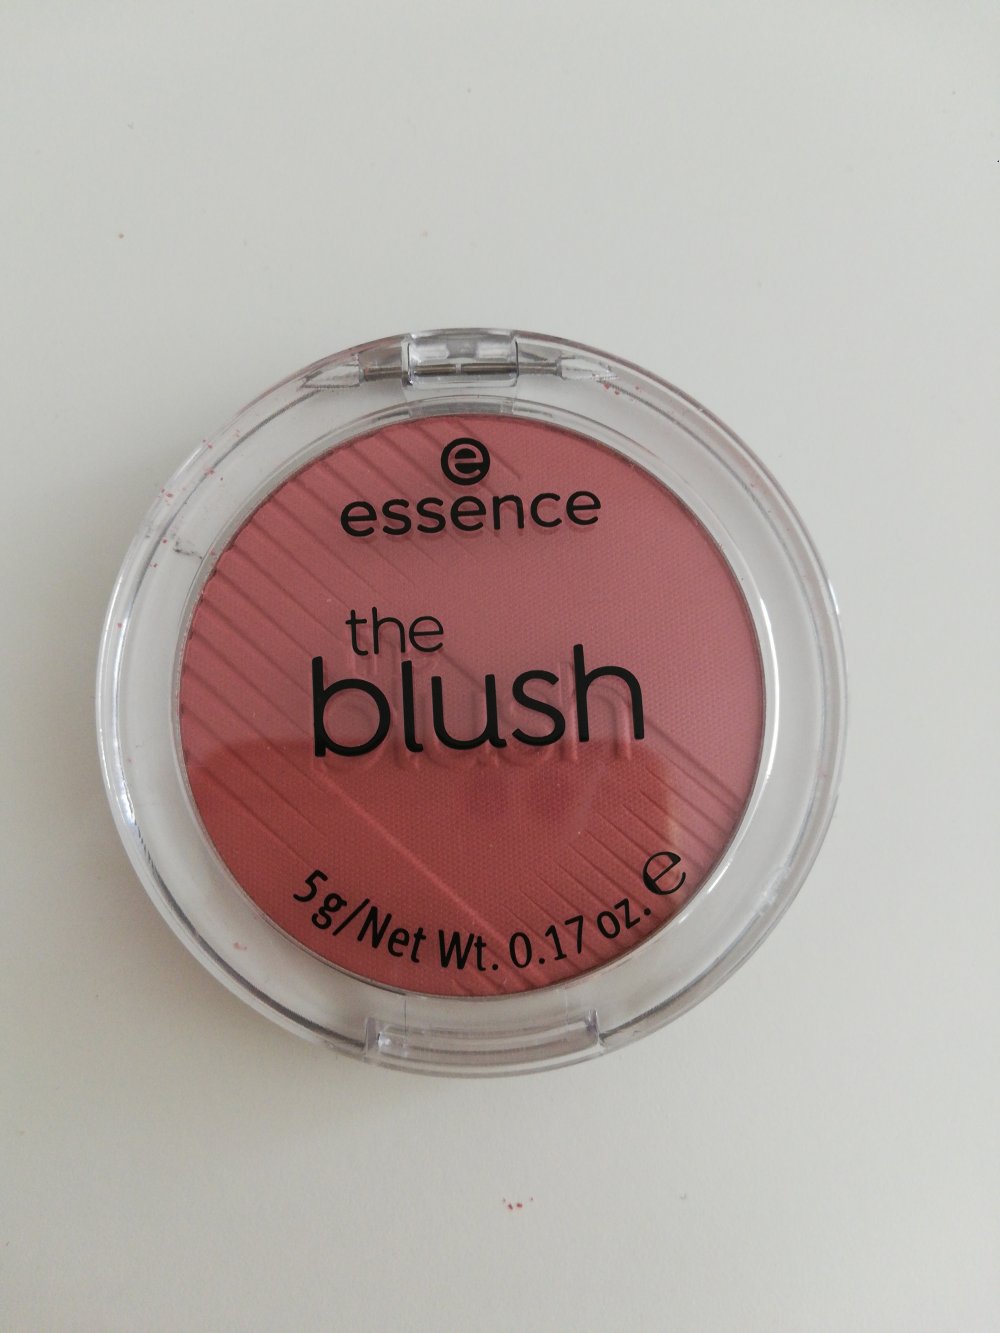 e
essence
the
blush
5g/Net Wt. 0.17 oz. ℮